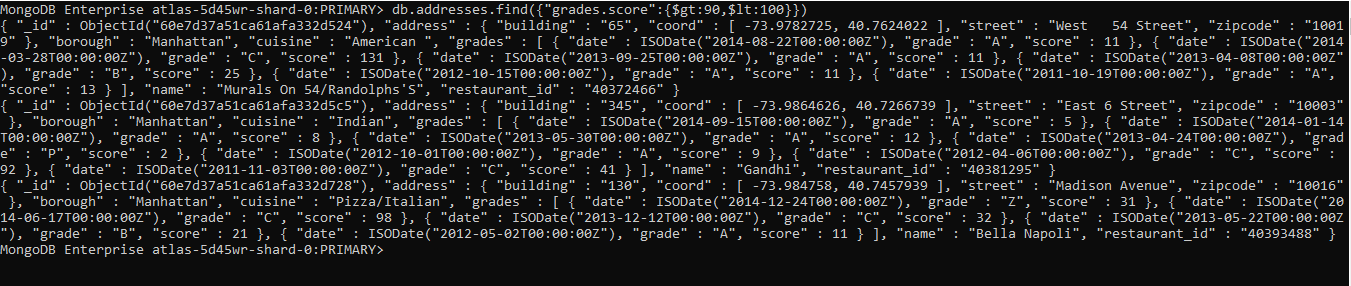 MongoDB Enterprise atlas-5d45wr-shard-0:PRIMARY> db.addresses.find({"grades.score":{$gt:90,$lt:100}})
{ "_id" : ObjectId("60e7d37a51ca61afa332d524"), "address" : { "building" : "65", "coord" : [ -73.9782725, 40.7624022 ], "street" : "West   54 Street", "zipcode" : "1001
9" }, "borough" : "Manhattan", "cuisine" : "American ", "grades" : [ { "date" : ISODate("2014-08-22T00:00:00Z"), "grade" : "A", "score" : 11 }, { "date" : ISODate("2014
-03-28T00:00:00Z"), "grade" : "C", "score" : 131 }, { "date" : ISODate("2013-09-25T00:00:00Z"), "grade" : "A", "score" : 11 }, { "date" : ISODate("2013-04-08T00:00:00Z"
), "grade" : "B", "score" : 25 }, { "date" : ISODate("2012-10-15T00:00:00Z"), "grade" : "A", "score" : 11 }, { "date" : ISODate("2011-10-19T00:00:00Z"), "grade" : "A",
"score" : 13 } ], "name" : "Murals On 54/Randolphs'S", "restaurant_id" : "40372466" }
{ "_id" : ObjectId("60e7d37a51ca61afa332d5c5"), "address" : { "building" : "345", "coord" : [ -73.9864626, 40.7266739 ], "street" : "East 6 Street", "zipcode" : "10003"
 }, "borough" : "Manhattan", "cuisine" : "Indian", "grades" : [ { "date" : ISODate("2014-09-15T00:00:00Z"), "grade" : "A", "score" : 5 }, { "date" : ISODate("2014-01-14
T00:00:00Z"), "grade" : "A", "score" : 8 }, { "date" : ISODate("2013-05-30T00:00:00Z"), "grade" : "A", "score" : 12 }, { "date" : ISODate("2013-04-24T00:00:00Z"), "grad
e" : "P", "score" : 2 }, { "date" : ISODate("2012-10-01T00:00:00Z"), "grade" : "A", "score" : 9 }, { "date" : ISODate("2012-04-06T00:00:00Z"), "grade" : "C", "score" :
92 }, { "date" : ISODate("2011-11-03T00:00:00Z"), "grade" : "C", "score" : 41 } ], "name" : "Gandhi", "restaurant_id" : "40381295" }
{ "_id" : ObjectId("60e7d37a51ca61afa332d728"), "address" : { "building" : "130", "coord" : [ -73.984758, 40.7457939 ], "street" : "Madison Avenue", "zipcode" : "10016"
 }, "borough" : "Manhattan", "cuisine" : "Pizza/Italian", "grades" : [ { "date" : ISODate("2014-12-24T00:00:00Z"), "grade" : "Z", "score" : 31 }, { "date" : ISODate("20
14-06-17T00:00:00Z"), "grade" : "C", "score" : 98 }, { "date" : ISODate("2013-12-12T00:00:00Z"), "grade" : "C", "score" : 32 }, { "date" : ISODate("2013-05-22T00:00:00Z
"), "grade" : "B", "score" : 21 }, { "date" : ISODate("2012-05-02T00:00:00Z"), "grade" : "A", "score" : 11 } ], "name" : "Bella Napoli", "restaurant_id" : "40393488" }
MongoDB Enterprise atlas-5d45wr-shard-0:PRIMARY>